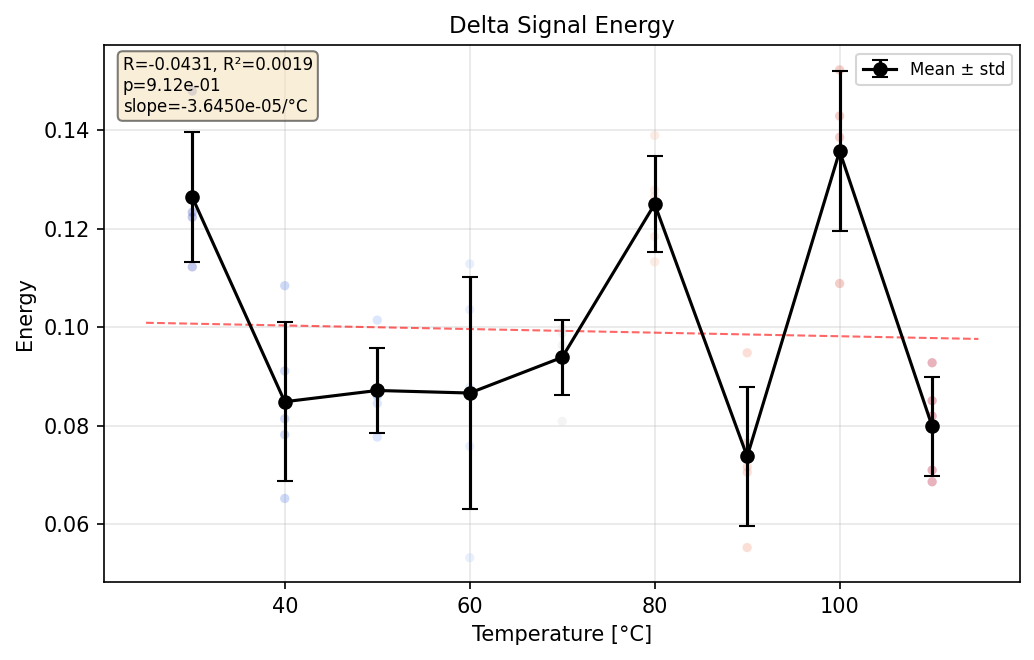 Delta Signal Energy
R=-0.0431, R²=0.0019
p=9.12e-01
slope=-3.6450e-05/°C
Mean ± std
0.14
0.12
0.10
0.08
0.06
Energy
40
60
80
100
Temperature [°C]